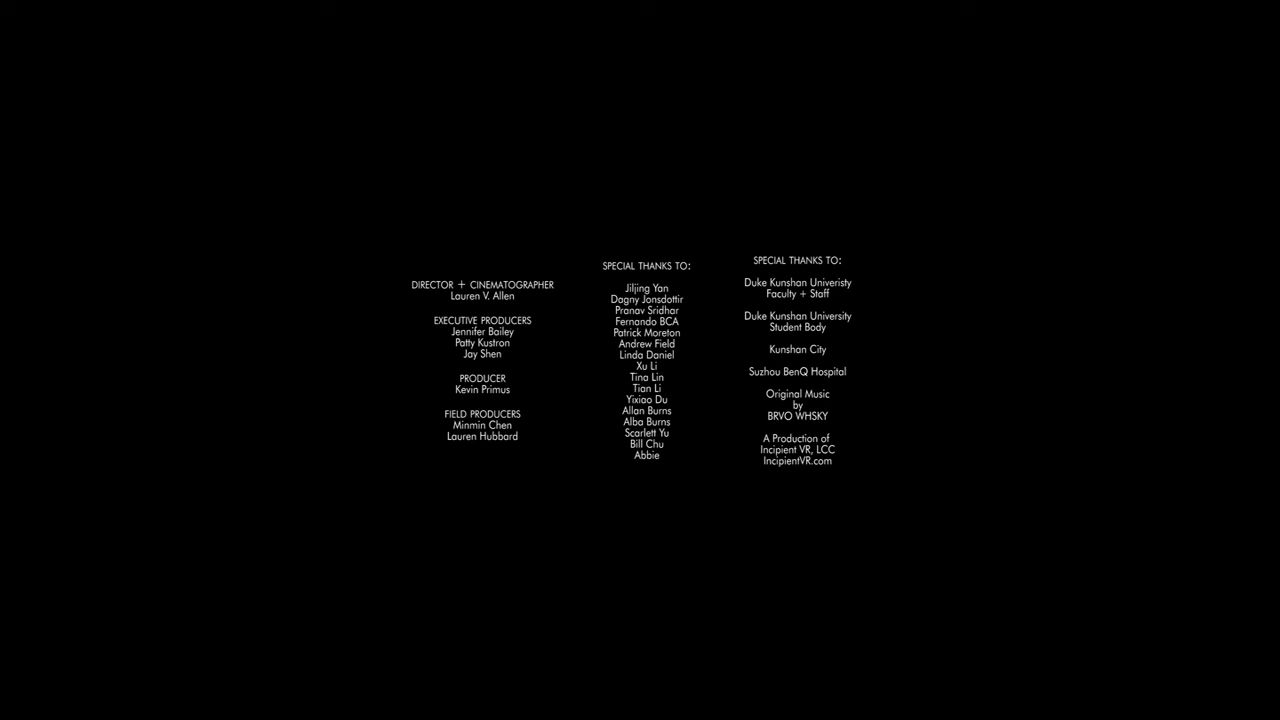 DIRECTOR + CINEMATOGRAPHER
Lauren V. Allen
EXECUTIVE PRODUCERS
Jennifer Bailey
Patty Kustron
Jay Shen
PRODUCER
Kevin Primus
FIELD PRODUCERS
Minmin Chen
Lauren Hubbard
SPECIAL THANKS TO:
Jiljing Yan
Dagny Jonsdottir
Pranav Sridhar
Fernando BCA
Patrick Moreton
Andrew Field
Linda Daniel
Xu Li
Tina Lin
Tian Li
Yixiao Du
Allan Burns
Alba Burns
Scarlett Yu
Bill Chu
Abbie
SPECIAL THANKS TO:
Duke Kunshan Univeristy
Faculty + Staff
Duke Kunshan University
Student Body
Kunshan City
Suzhou BenQ Hospital
Original Music
by
BRVO WHSKY
A Production of
Incipient VR, LCC
IncipientVR.com